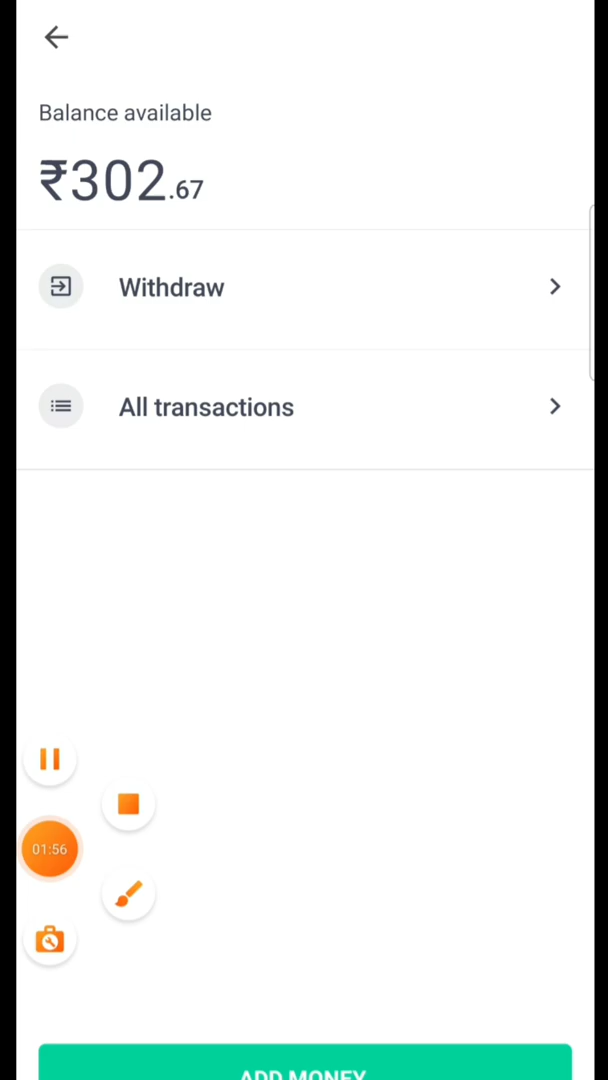 Balance available
₹302.67
Withdraw
All transactions
01:56
ADD MONEY